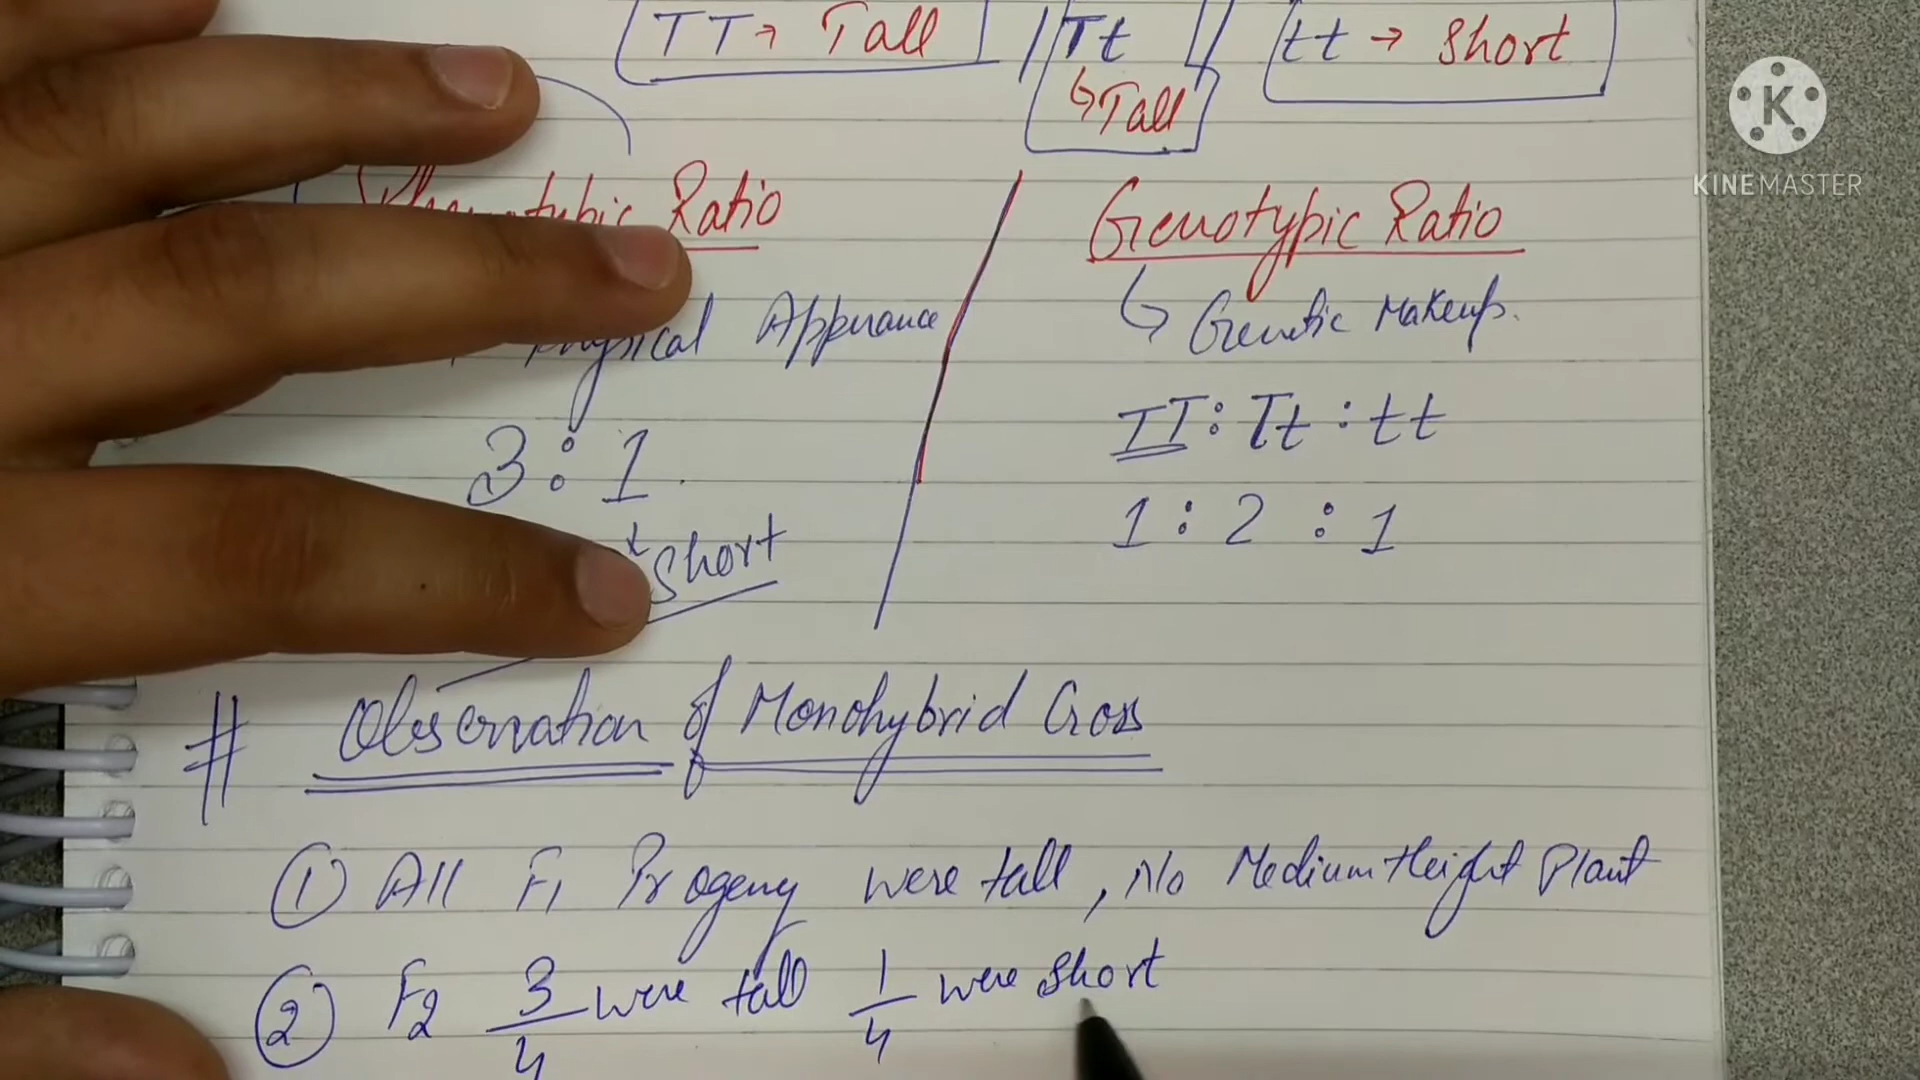 TT → Tall / Tt / tt → Short
↳ Tall
Ratio
Genotypic Ratio
Physical Apperance
↳ Genetic Makeup.
TT : Tt : tt
3 : 1
1 : 2 : 1
Short
# Observation of Monohybrid Cross
① All F1 Progeny were tall, No Medium Height Plant
② F2 3/4 were tall 1/4 were short
K
KINEMASTER